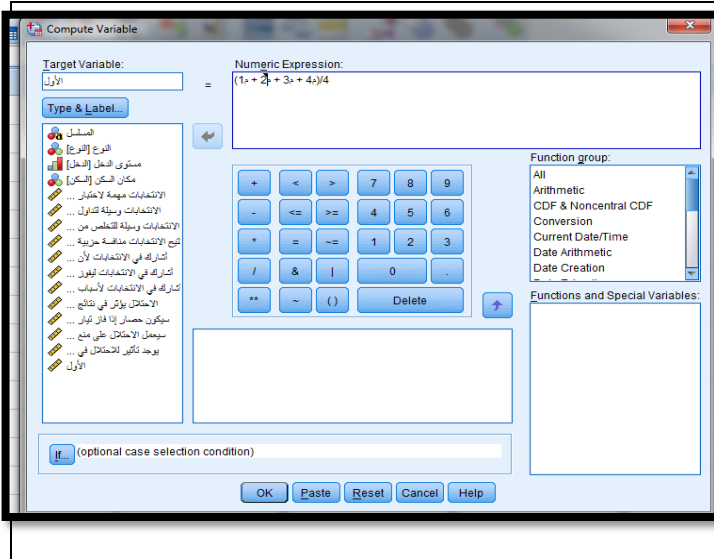 Compute Variable
Target Variable:
الأول
=
Numeric Expression:
(م1 + م2 + م3 + م4)/4
Type & Label...
المسلسل
النوع [النوع]
مستوى الدخل [الدخل]
مكان السكن [السكن]
الانتخابات مهمة لاختبار ...
الانتخابات وسيلة لتداول ...
الانتخابات وسيلة للتخلص من ...
تتيح الانتخابات منافسة حزبية ...
أشارك في الانتخابات لأن ...
أشارك في الانتخابات ليفوز ...
أشارك في الانتخابات لأسباب ...
الاحتلال يؤثر في نتائج ...
سيكون حصار إذا فاز تيار ...
سيعمل الاحتلال على منع ...
يوجد تأثير للاحتلال في ...
الأول
+ < > 7 8 9
- <= >= 4 5 6
* = ~= 1 2 3
/ & | 0 .
** ~ ( ) Delete
Function group:
All
Arithmetic
CDF & Noncentral CDF
Conversion
Current Date/Time
Date Arithmetic
Date Creation
Functions and Special Variables:
If... (optional case selection condition)
OK Paste Reset Cancel Help